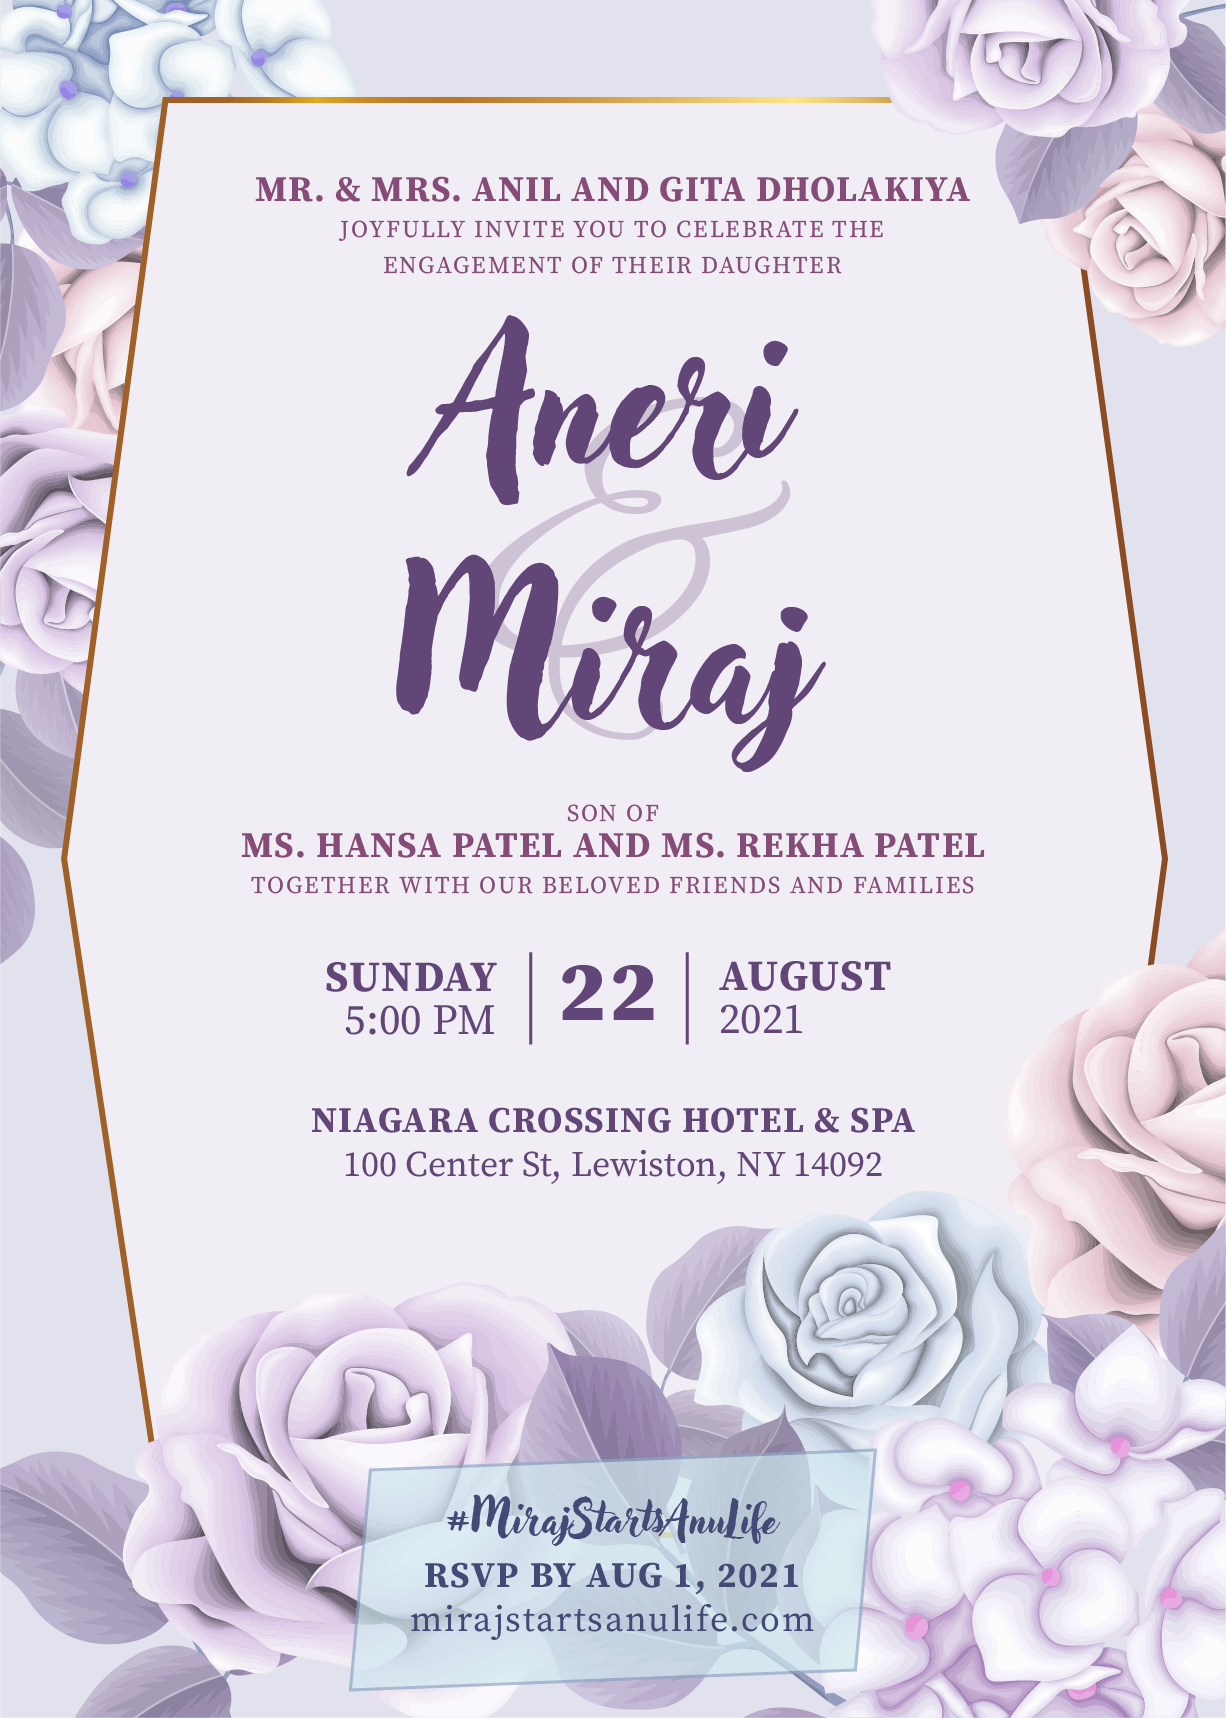 MR. & MRS. ANIL AND GITA DHOLAKIYA
JOYFULLY INVITE YOU TO CELEBRATE THE
ENGAGEMENT OF THEIR DAUGHTER
Aneri
&
Miraj
SON OF
MS. HANSA PATEL AND MS. REKHA PATEL
TOGETHER WITH OUR BELOVED FRIENDS AND FAMILIES
SUNDAY
5:00 PM
22
AUGUST
2021
NIAGARA CROSSING HOTEL & SPA
100 Center St, Lewiston, NY 14092
#MirajStartsAnuLife
RSVP BY AUG 1, 2021
mirajstartsanulife.com